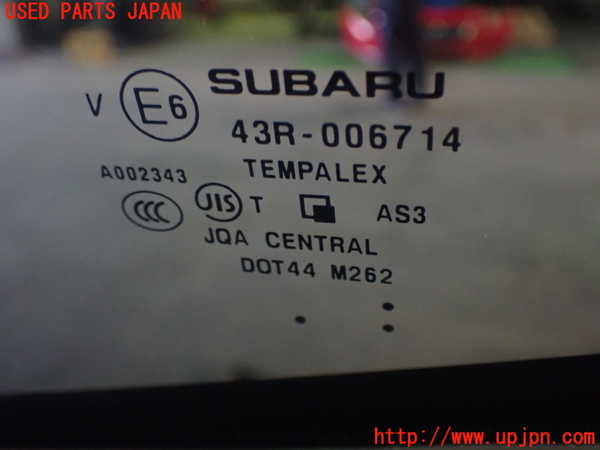 USED PARTS JAPAN
SUBARU
V E6
43R-006714
TEMPALEX
A002343
CCC JIS T AS3
JQA CENTRAL
DOT44 M262
http://www.upjpn.com/